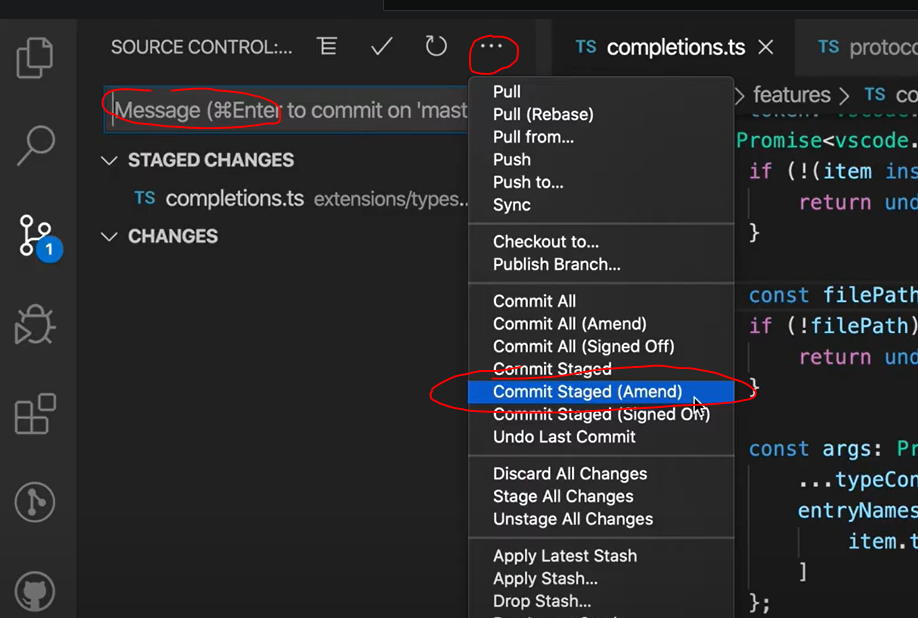 SOURCE CONTROL:...
TS completions.ts
TS
Message (⌘Enter to commit on 'mast
STAGED CHANGES
TS completions.ts extensions/types...
CHANGES
1
Pull
Pull (Rebase)
Pull from...
Push
Push to...
Sync
Checkout to...
Publish Branch...
Commit All
Commit All (Amend)
Commit All (Signed Off)
Commit Staged
Commit Staged (Amend)
Commit Staged (Signed Off)
Undo Last Commit
Discard All Changes
Stage All Changes
Unstage All Changes
Apply Latest Stash
Apply Stash...
Drop Stash...
> features > TS co
Promise<vscode.
if (!(item ins
return und
}
const filePath
if (!filePath)
return und
}
const args: Pr
...typeCon
entryNames
item.t
]
};